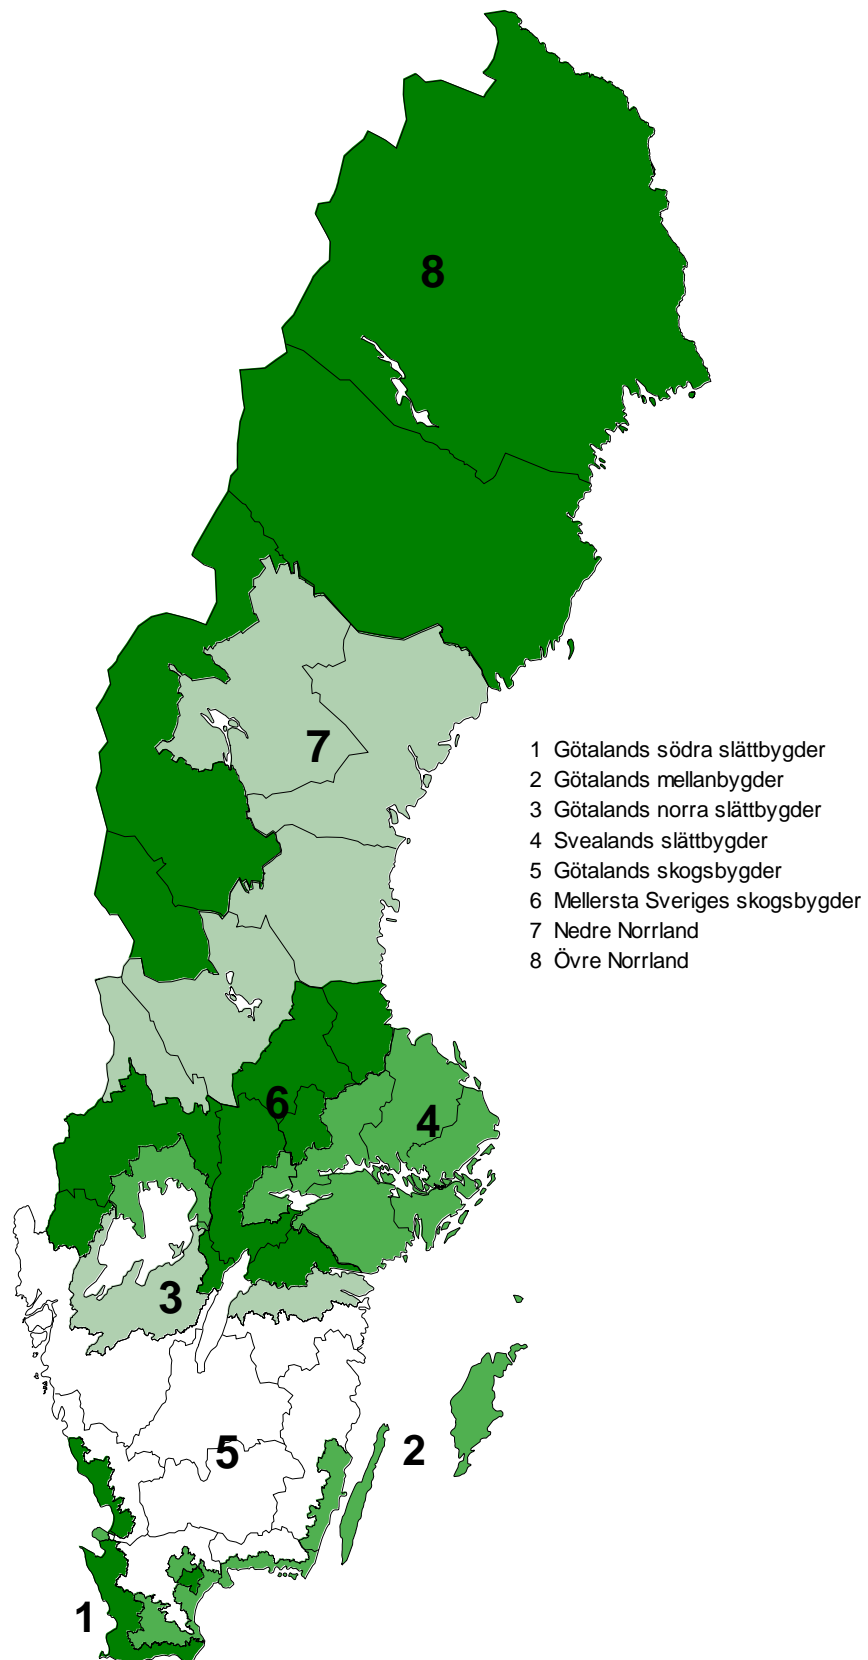 8
7
1 Götalands södra slättbygder
2 Götalands mellanbygder
3 Götalands norra slättbygder
4 Svealands slättbygder
5 Götalands skogsbygder
6 Mellersta Sveriges skogsbygder
7 Nedre Norrland
8 Övre Norrland
6
4
3
5
2
1